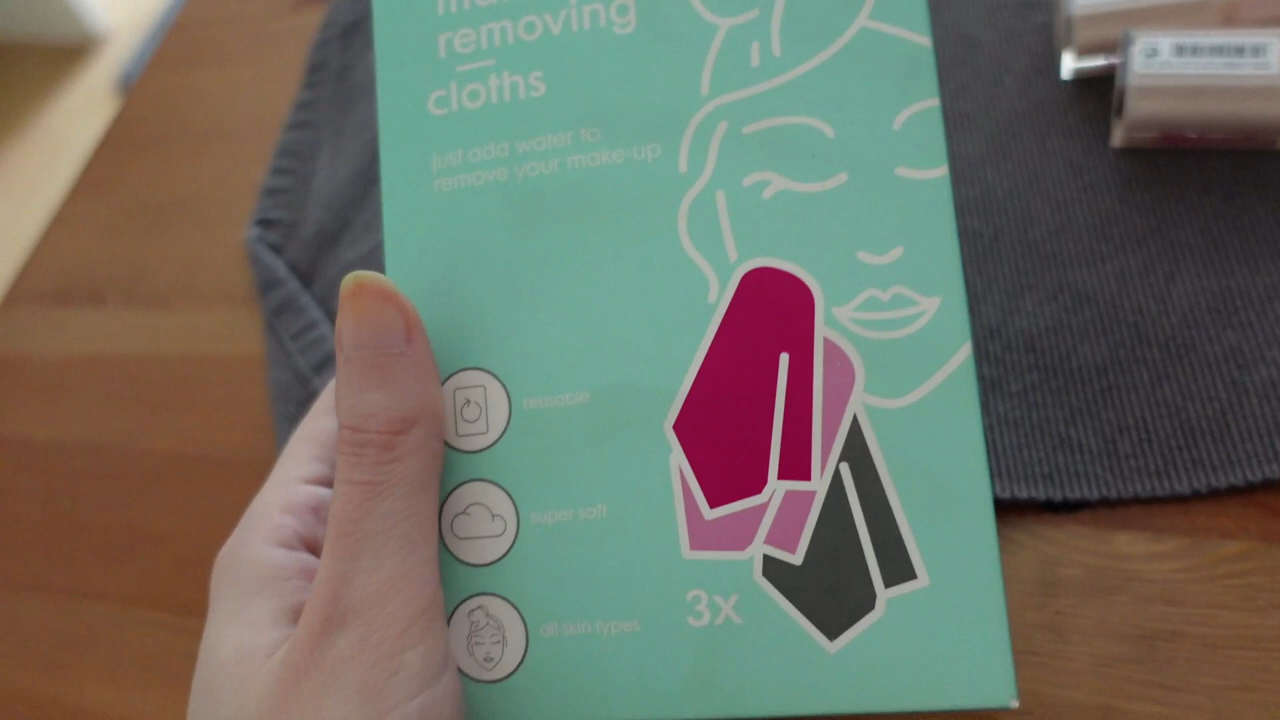 removing
cloths
just add water to
remove your make-up
reusable
super soft
all skin types
3x